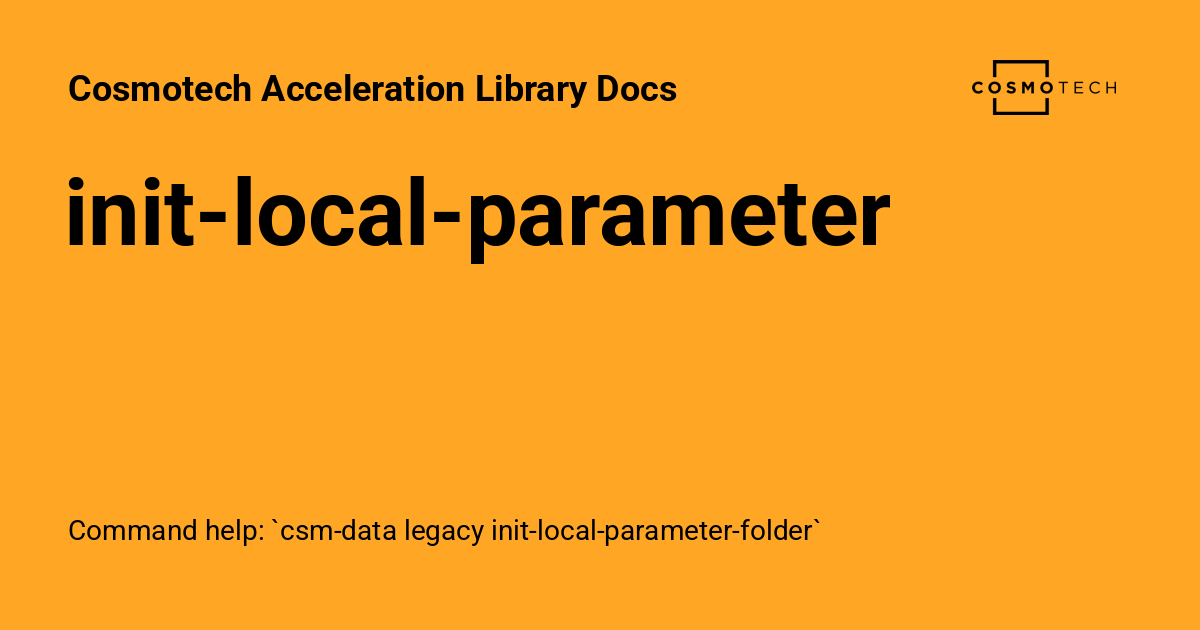 Cosmotech Acceleration Library Docs
COSMOTECH
init-local-parameter
Command help: `csm-data legacy init-local-parameter-folder`